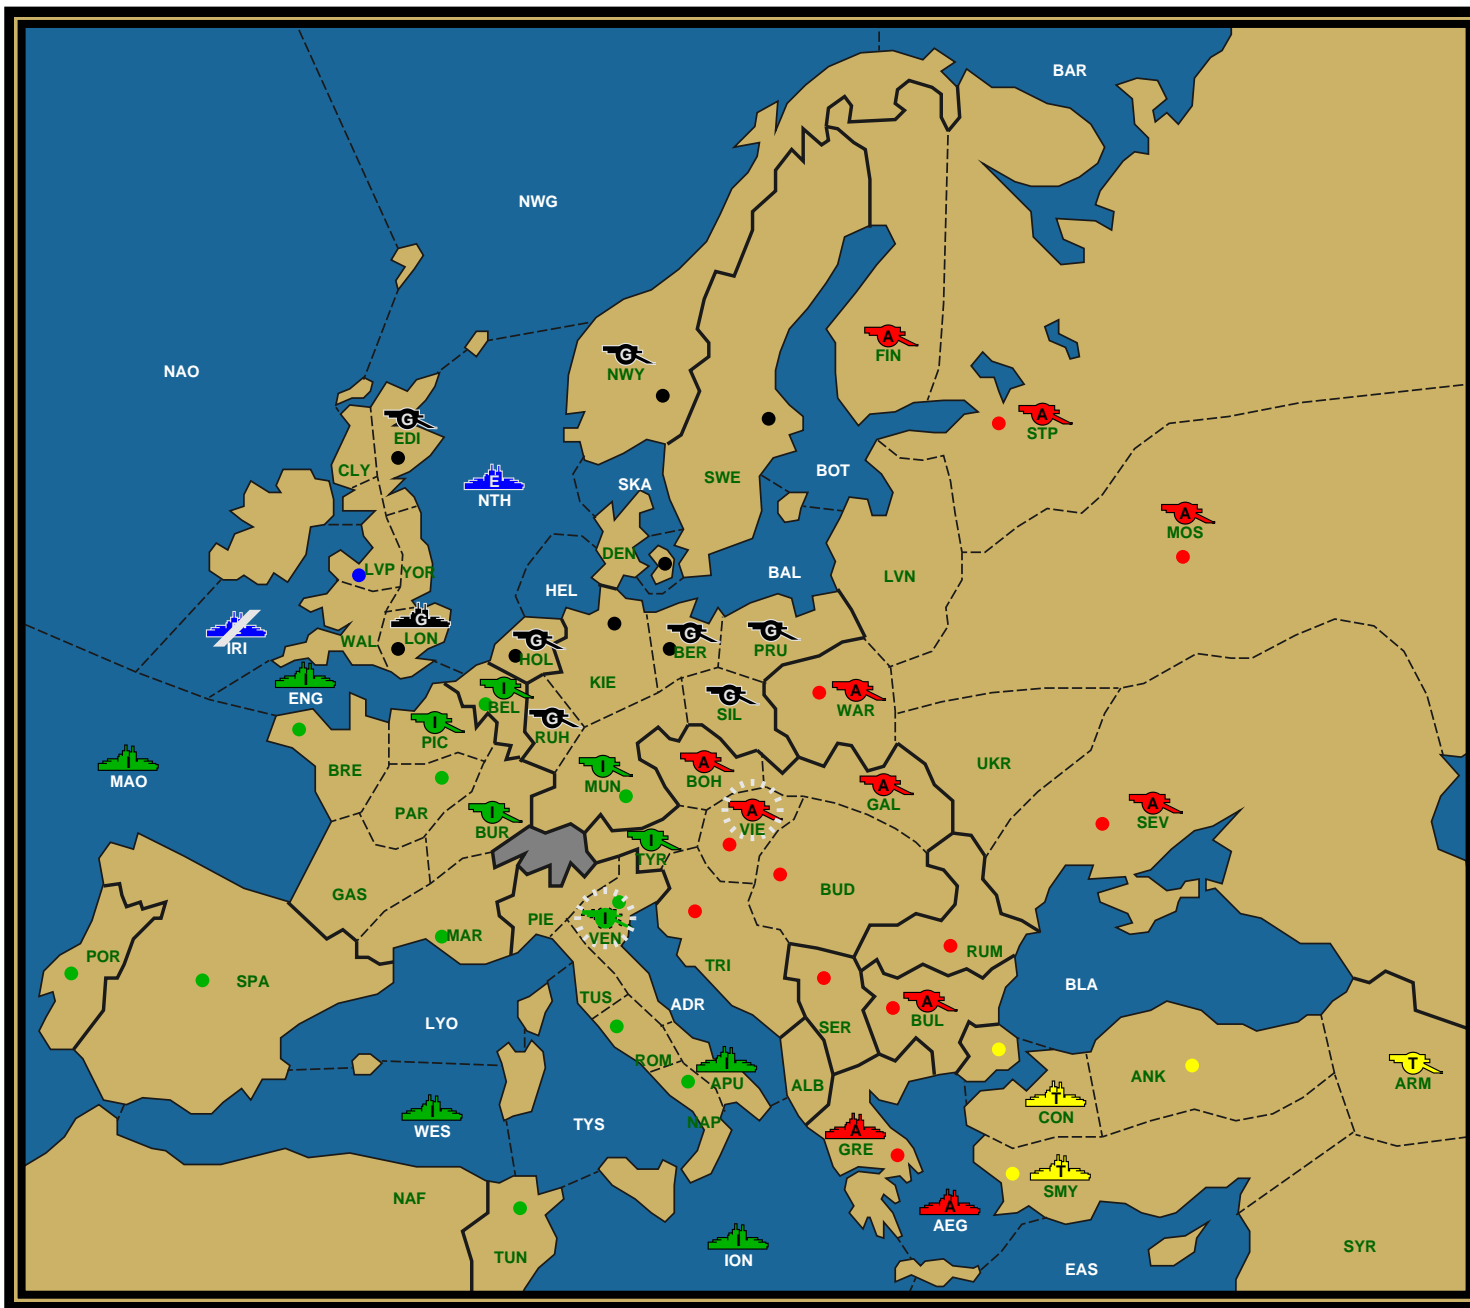 BAR
NWG
NAO
A
FIN
G
NWY
G
EDI
A
STP
CLY
E
NTH
SKA
SWE
BOT
A
MOS
DEN
LVP
YOR
HEL
BAL
LVN
IRI
G
LON
WAL
G
HOL
G
BER
G
PRU
KIE
I
ENG
I
BEL
G
SIL
A
WAR
I
PIC
G
RUH
BRE
I
MAO
I
MUN
A
BOH
UKR
A
GAL
PAR
I
BUR
A
VIE
A
SEV
I
TYR
GAS
BUD
PIE
I
VEN
MAR
POR
SPA
TRI
RUM
BLA
TUS
ADR
LYO
A
BUL
SER
ROM
I
APU
ALB
ANK
T
ARM
T
CON
I
WES
TYS
NAP
A
GRE
T
SMY
NAF
A
AEG
I
ION
TUN
EAS
SYR